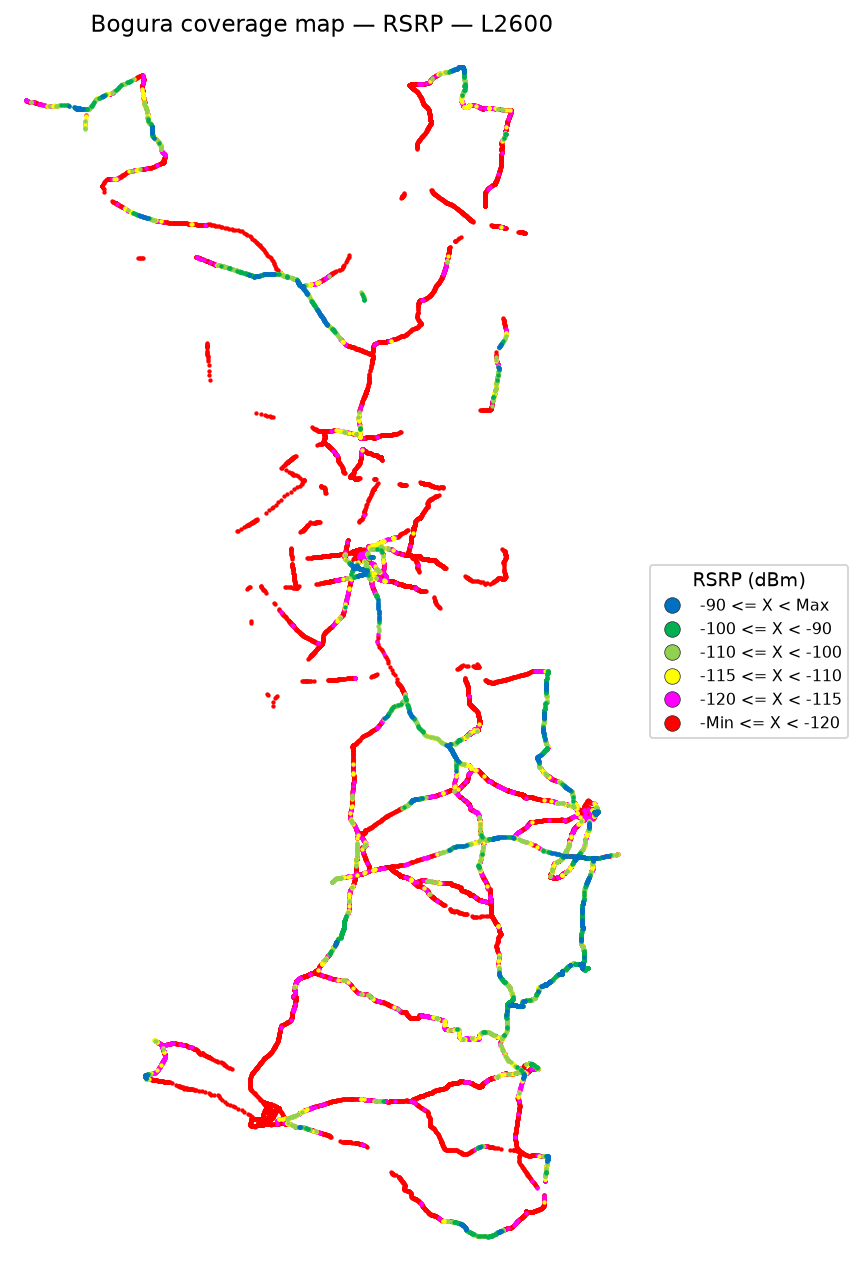 Bogura coverage map — RSRP — L2600
RSRP (dBm)
-90 <= X < Max
-100 <= X < -90
-110 <= X < -100
-115 <= X < -110
-120 <= X < -115
-Min <= X < -120